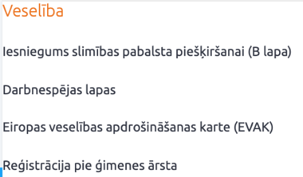 Veselība
Iesniegums slimības pabalsta piešķiršanai (B lapa)
Darbnespējas lapas
Eiropas veselības apdrošināšanas karte (EVAK)
Reģistrācija pie ģimenes ārsta